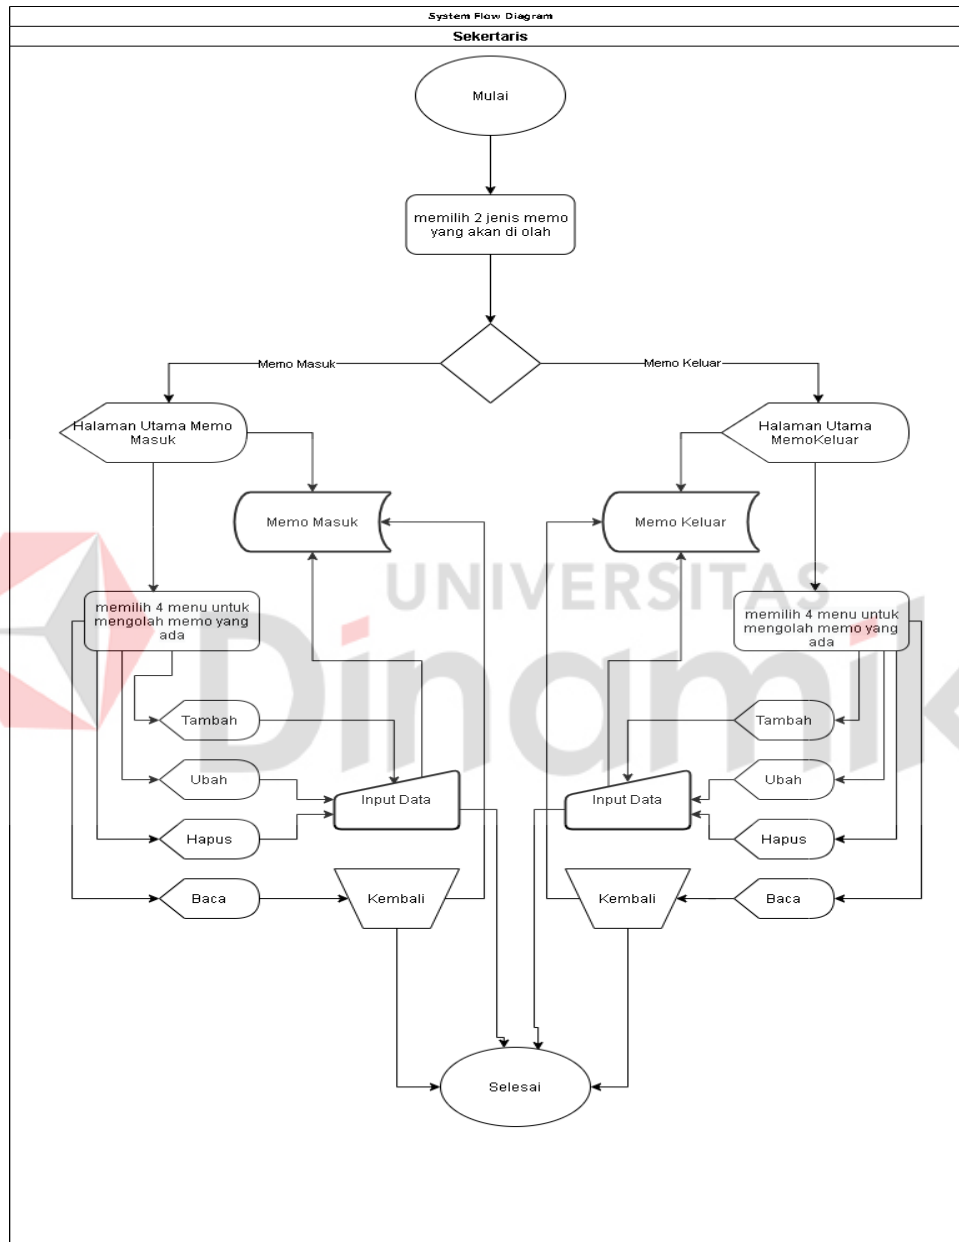 System Flow Diagram
Sekertaris
Mulai
memilih 2 jenis memo
yang akan di olah
Memo Masuk
Memo Keluar
Halaman Utama Memo
Masuk
Halaman Utama
MemoKeluar
Memo Masuk
Memo Keluar
UNIVERSITAS
Dinamik
memilih 4 menu untuk
mengolah memo yang
ada
memilih 4 menu untuk
mengolah memo yang
ada
Tambah
Tambah
Ubah
Input Data
Input Data
Ubah
Hapus
Hapus
Baca
Kembali
Kembali
Baca
Selesai